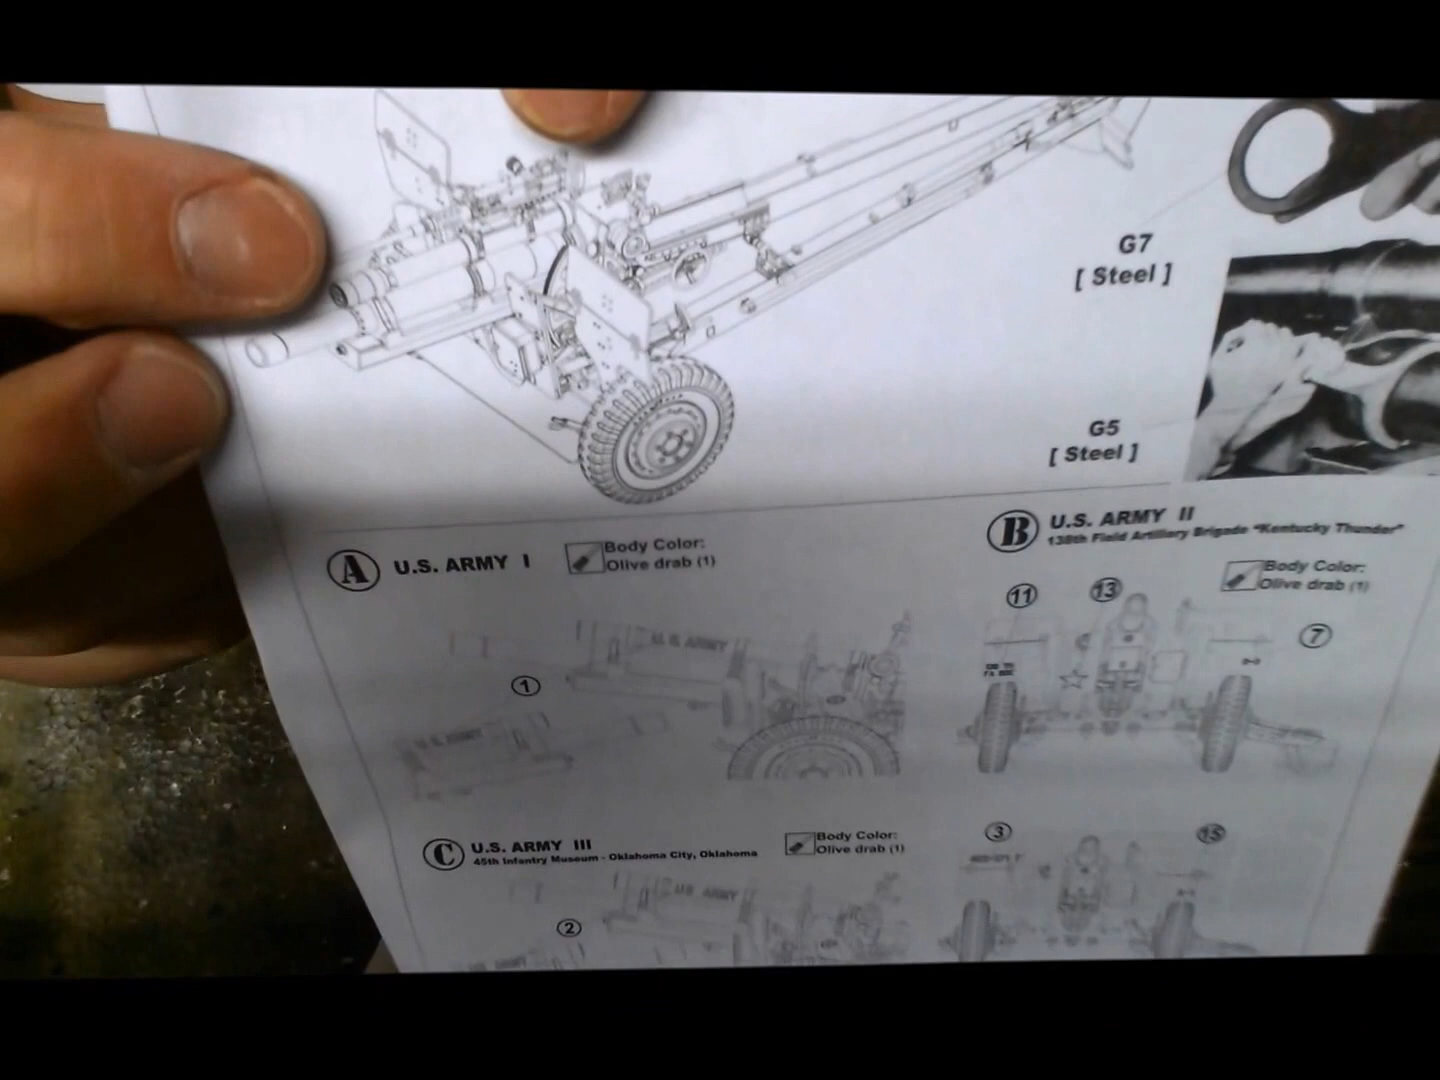 G7
[ Steel ]
G5
[ Steel ]
A
U.S. ARMY I
Body Color:
Olive drab (1)
1
U.S. ARMY
U.S. ARMY
B
U.S. ARMY II
138th Field Artillery Brigade "Kentucky Thunder"
Body Color:
Olive drab (1)
11
13
7
C
U.S. ARMY III
45th Infantry Museum - Oklahoma City, Oklahoma
Body Color:
Olive drab (1)
2
U.S. ARMY
ARMY
3
15